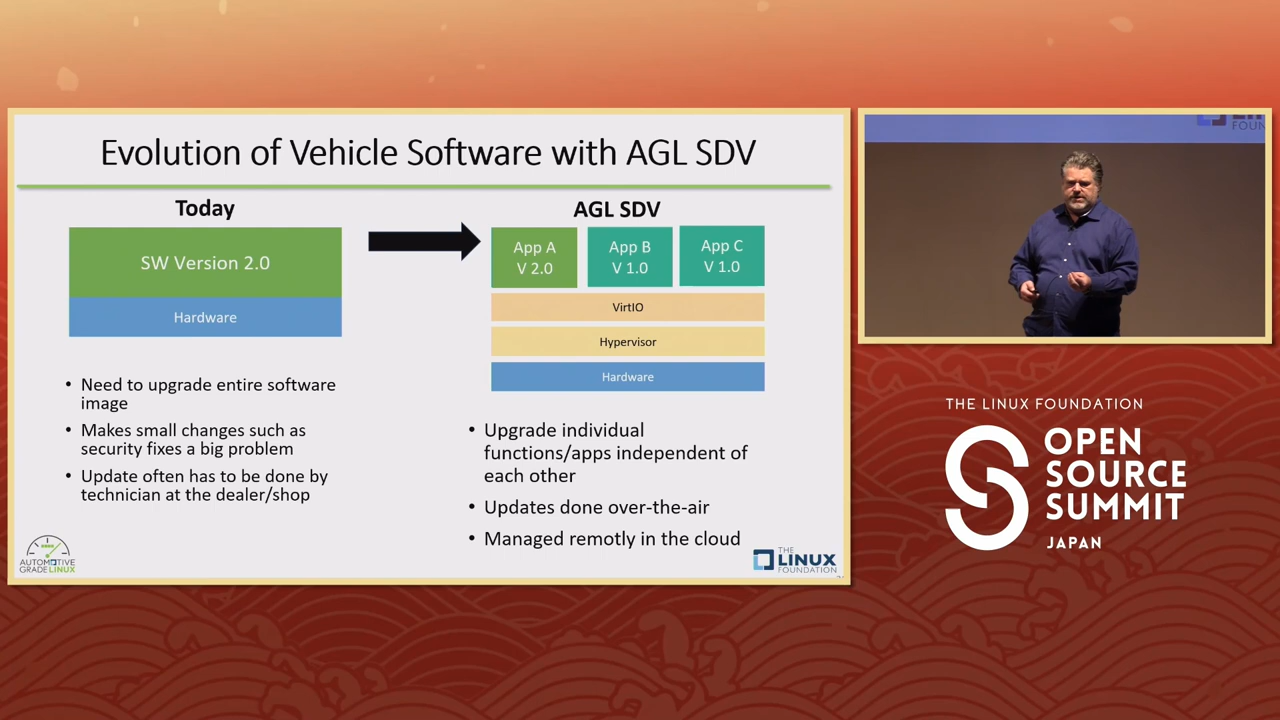 Evolution of Vehicle Software with AGL SDV
Today
SW Version 2.0
Hardware
• Need to upgrade entire software
image
• Makes small changes such as
security fixes a big problem
• Update often has to be done by
technician at the dealer/shop
AGL SDV
App A
V 2.0
App B
V 1.0
App C
V 1.0
VirtIO
Hypervisor
Hardware
• Upgrade individual
functions/apps independent of
each other
• Updates done over-the-air
• Managed remotly in the cloud
AUTOMOTIVE
GRADELINUX
THE
LINUX
FOUNDATION
THE LINUX FOUNDATION
OPEN
SOURCE
SUMMIT
JAPAN